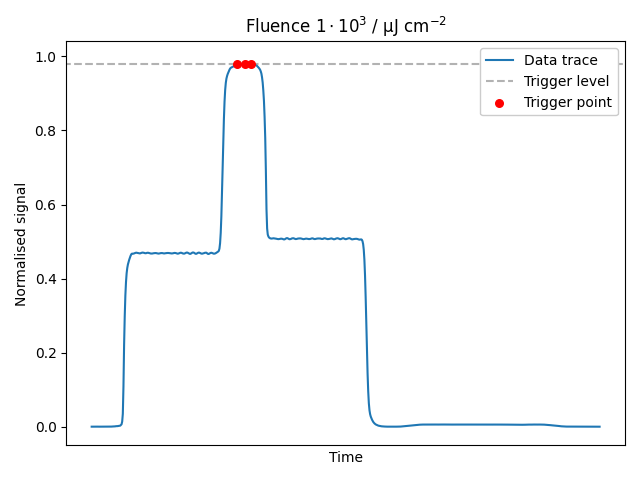 Fluence 1 · 10³ / µJ cm⁻²
1.0
0.8
0.6
0.4
0.2
0.0
Normalised signal
Time
Data trace
Trigger level
Trigger point